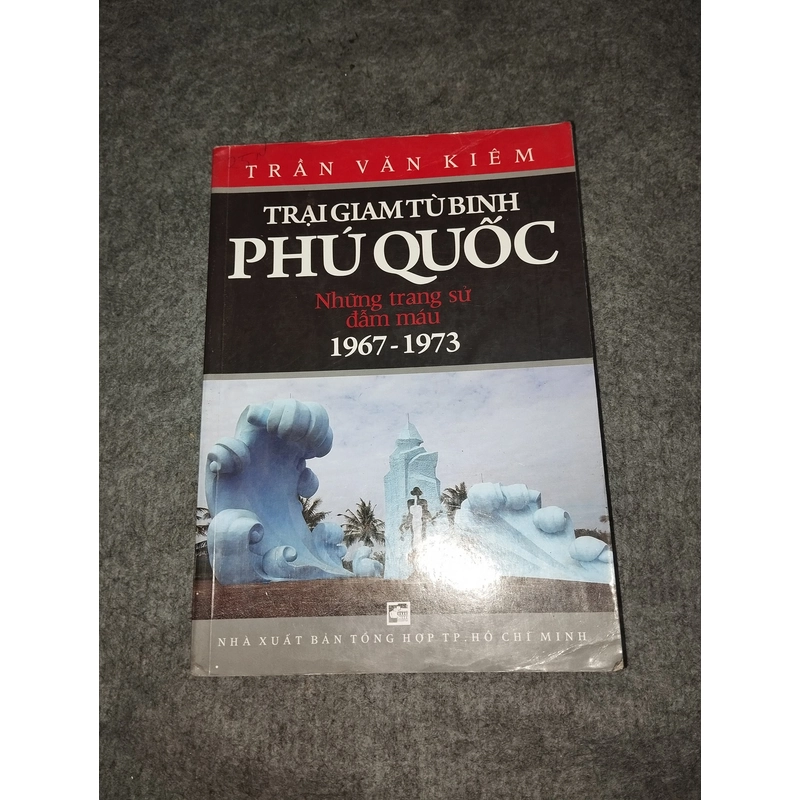 TRẦN VĂN KIÊM
TRẠI GIAM TÙ BINH
PHÚ QUỐC
Những trang sử
đẫm máu
1967 - 1973
NHÀ XUẤT BẢN TỔNG HỢP TP. HỒ CHÍ MINH